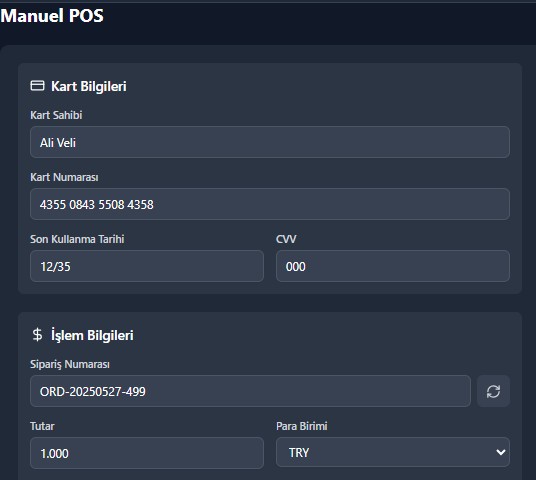 Manuel POS
Kart Bilgileri
Kart Sahibi
Ali Veli
Kart Numarası
4355 0843 5508 4358
Son Kullanma Tarihi
CVV
12/35
000
İşlem Bilgileri
Sipariş Numarası
ORD-20250527-499
Tutar
Para Birimi
1.000
TRY